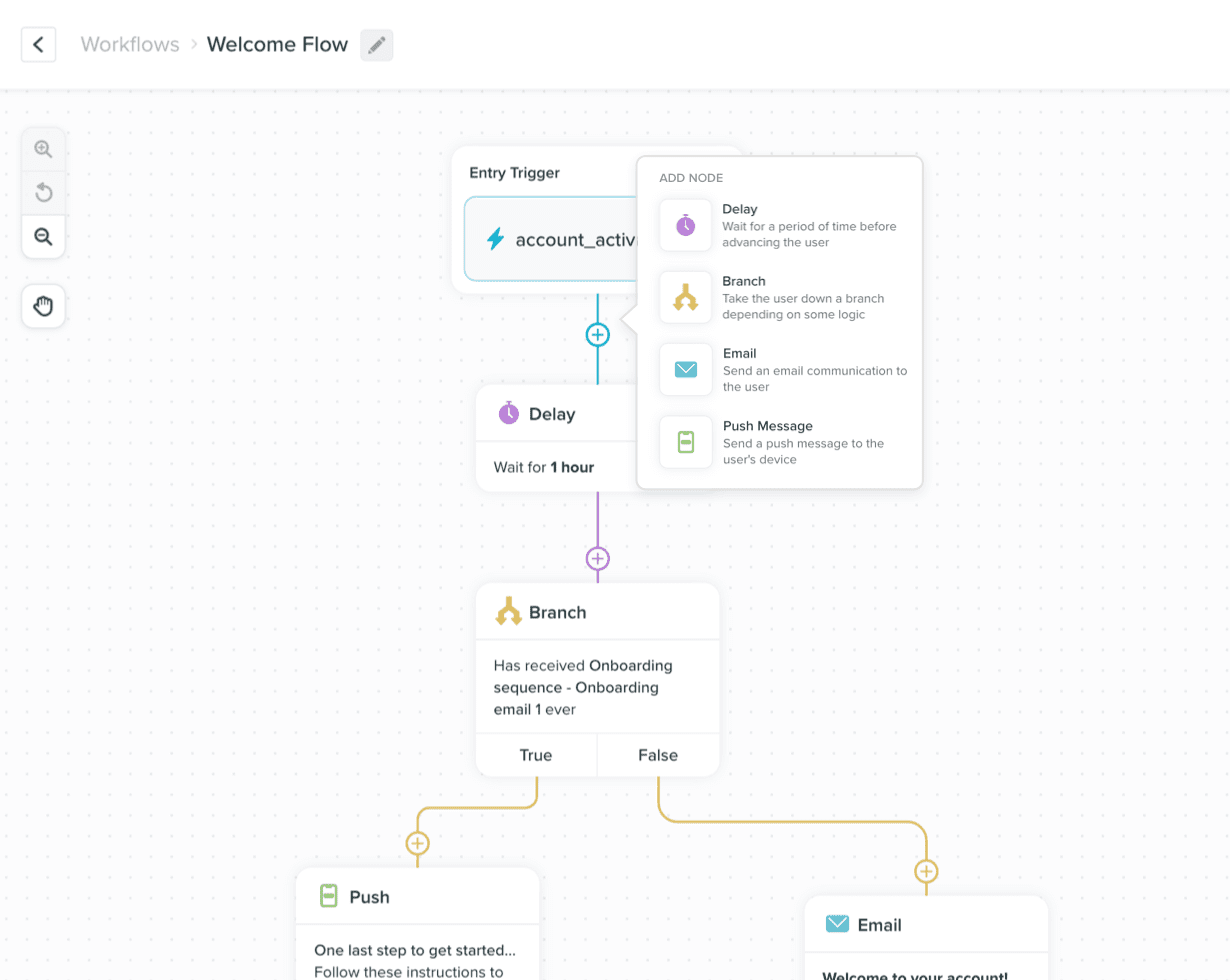 Workflows > Welcome Flow
Entry Trigger
account_activ
ADD NODE
Delay
Wait for a period of time before
advancing the user
Branch
Take the user down a branch
depending on some logic
Email
Send an email communication to
the user
Push Message
Send a push message to the
user's device
Delay
Wait for 1 hour
Branch
Has received Onboarding
sequence - Onboarding
email 1 ever
True
False
Push
One last step to get started...
Follow these instructions to
Email
Welcome to your account!